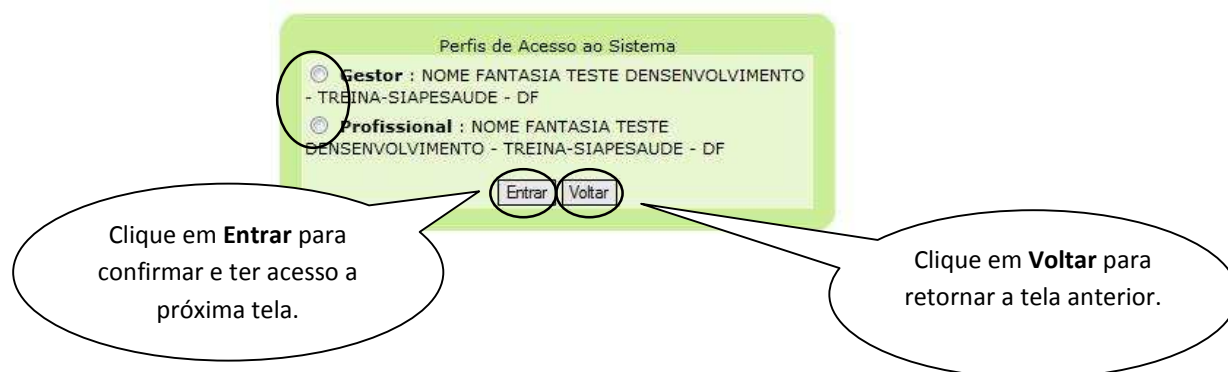 Perfis de Acesso ao Sistema
Gestor : NOME FANTASIA TESTE DENSENVOLVIMENTO
- TREINA-SIAPESAUDE - DF
Profissional : NOME FANTASIA TESTE
DENSENVOLVIMENTO - TREINA-SIAPESAUDE - DF
Entrar Voltar
Clique em Entrar para
confirmar e ter acesso a
próxima tela.
Clique em Voltar para
retornar a tela anterior.